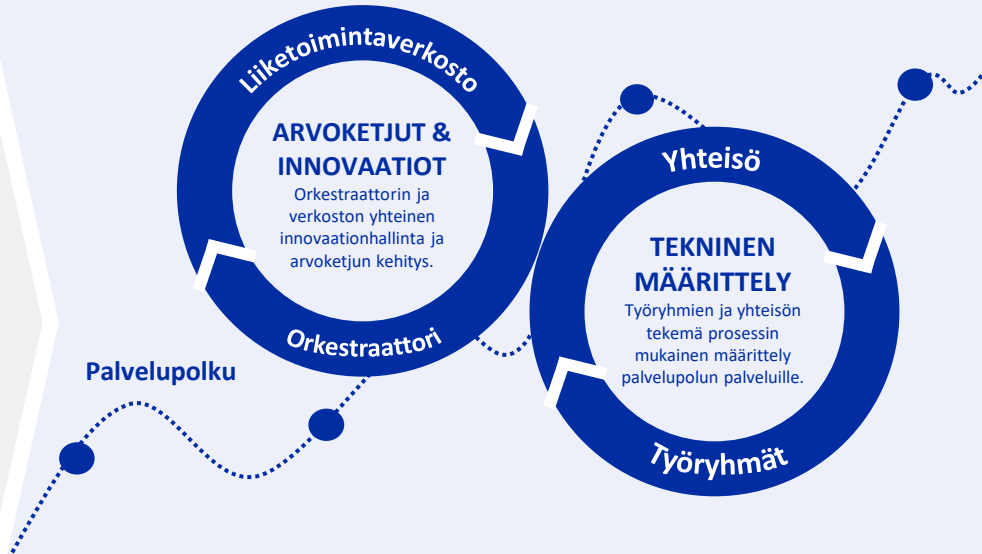 Liiketoimintaverkosto
ARVOKETJUT &
INNOVAATIOT
Orkestraattorin ja
verkoston yhteinen
innovaationhallinta ja
arvoketjun kehitys.
Orkestraattori
Yhteisö
TEKNINEN
MÄÄRITTELY
Työryhmien ja yhteisön
tekemä prosessin
mukainen määrittely
palvelupolun palveluille.
Työryhmät
Palvelupolku